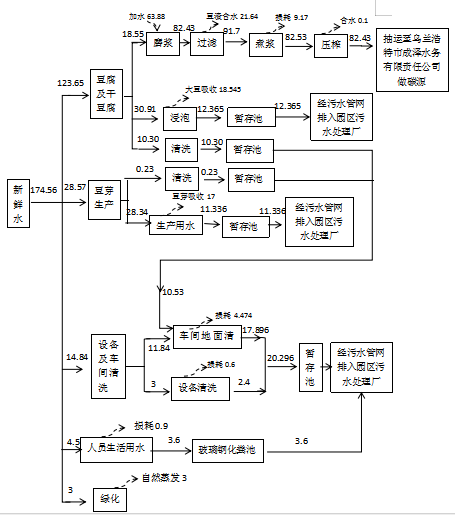 加水 63.88
豆渣含水 21.64
损耗 9.17
含水 0.1
18.55
磨浆
82.43
过滤
91.7
煮浆
82.53
压榨
82.43
抽运至乌兰浩
特市成泽水务
有限责任公司
做碳源
123.65
豆腐
及干
豆腐
大豆吸收 18.545
30.91
浸泡
12.365
暂存池
12.365
经污水管网
排入园区污
水处理厂
10.30
清洗
10.30
暂存池
新
鲜
水
174.56
28.57
豆芽
生产
0.23
清洗
0.23
暂存池
豆芽吸收 17
28.34
生产用水
11.336
暂存池
11.336
经污水管网
排入园区污
水处理厂
10.53
损耗 4.474
14.84
设备
及车
间清
洗
11.84
车间地面清
17.896
损耗 0.6
3
设备清洗
2.4
20.296
暂
存
池
经污水管网
排入园区污
水处理厂
损耗0.9
4.5
人员生活用水
3.6
玻璃钢化粪池
3.6
自然蒸发 3
3
绿化